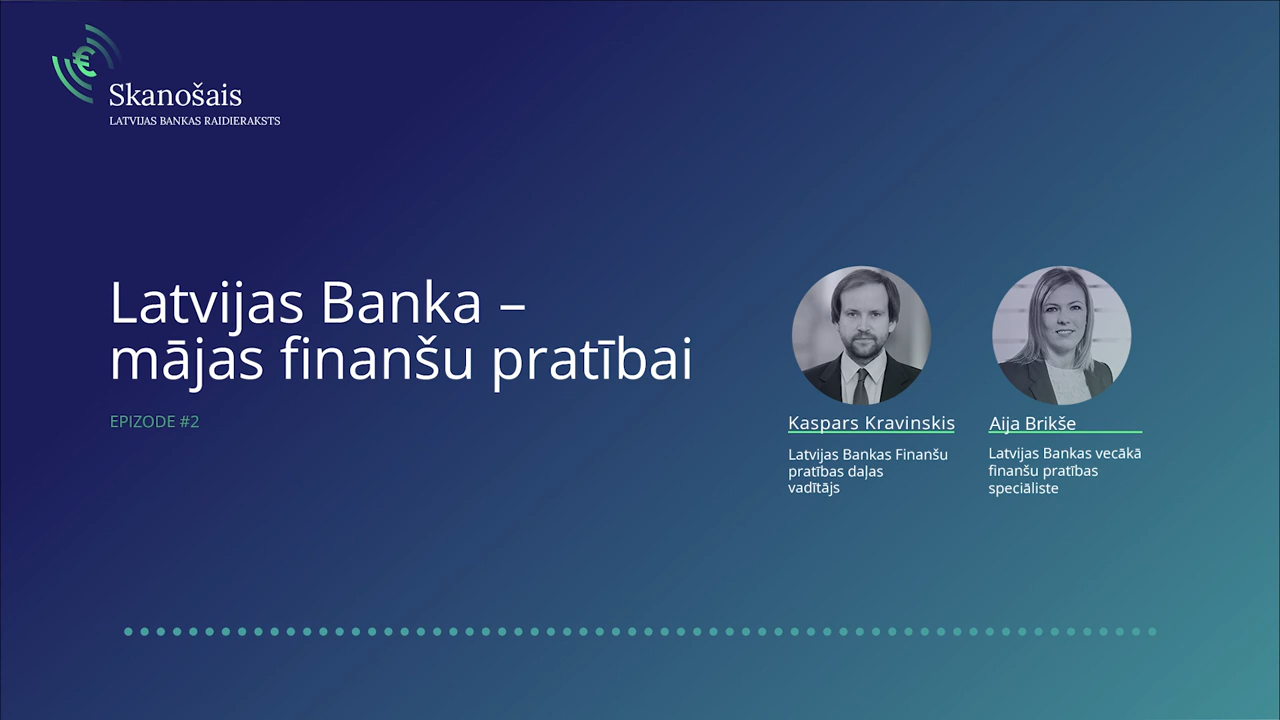 Skanošais
LATVIJAS BANKAS RAIDIERAKSTS
Latvijas Banka –
mājas finanšu pratībai
EPIZODE #2
Kaspars Kravinskis
Latvijas Bankas Finanšu
pratības daļas
vadītājs
Aija Brikše
Latvijas Bankas vecākā
finanšu pratības
speciāliste